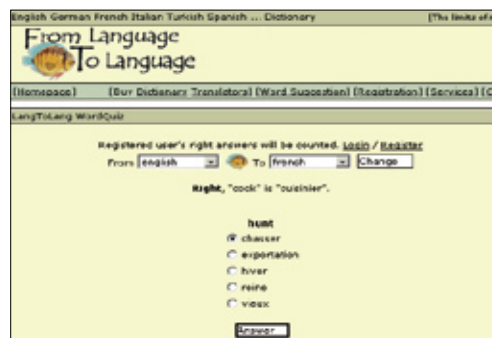 English German French Italian Turkish Spanish ... Dictionary [The limits of
From Language
To Language
[Homepage] [Buy Dictionary Translators] [Word Suggestion] [Registration] [Services] [C
LangToLang WordQuiz
Registered user's right answers will be counted. Login / Register
From english To french Change
Right, "cook" is "cuisinier".
hunt
chasser
exportation
hiver
reine
vieux
Answer